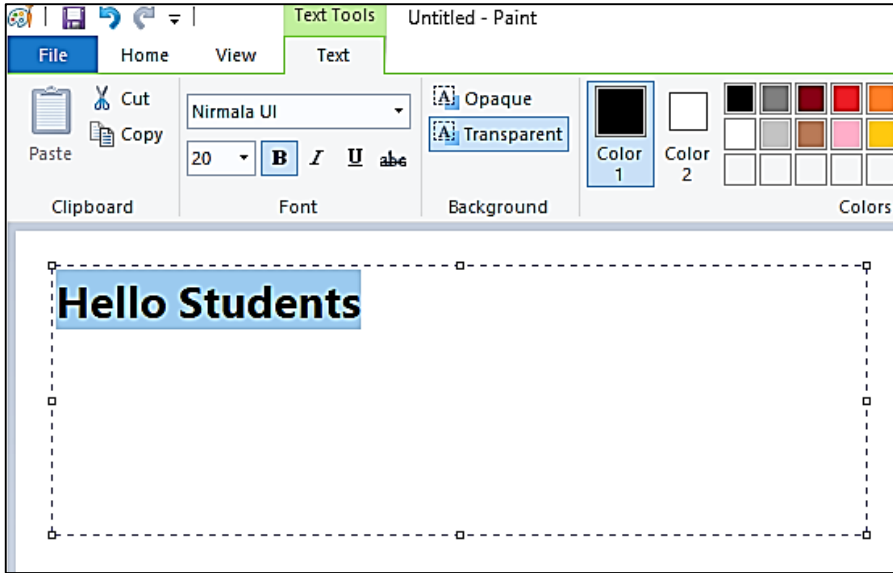 Text Tools Untitled - Paint
File Home View Text
Cut
Copy
Paste
Clipboard
Nirmala UI
20 B I U abc
Font
A Opaque
A Transparent
Background
Color 1
Color 2
Colors
Hello Students